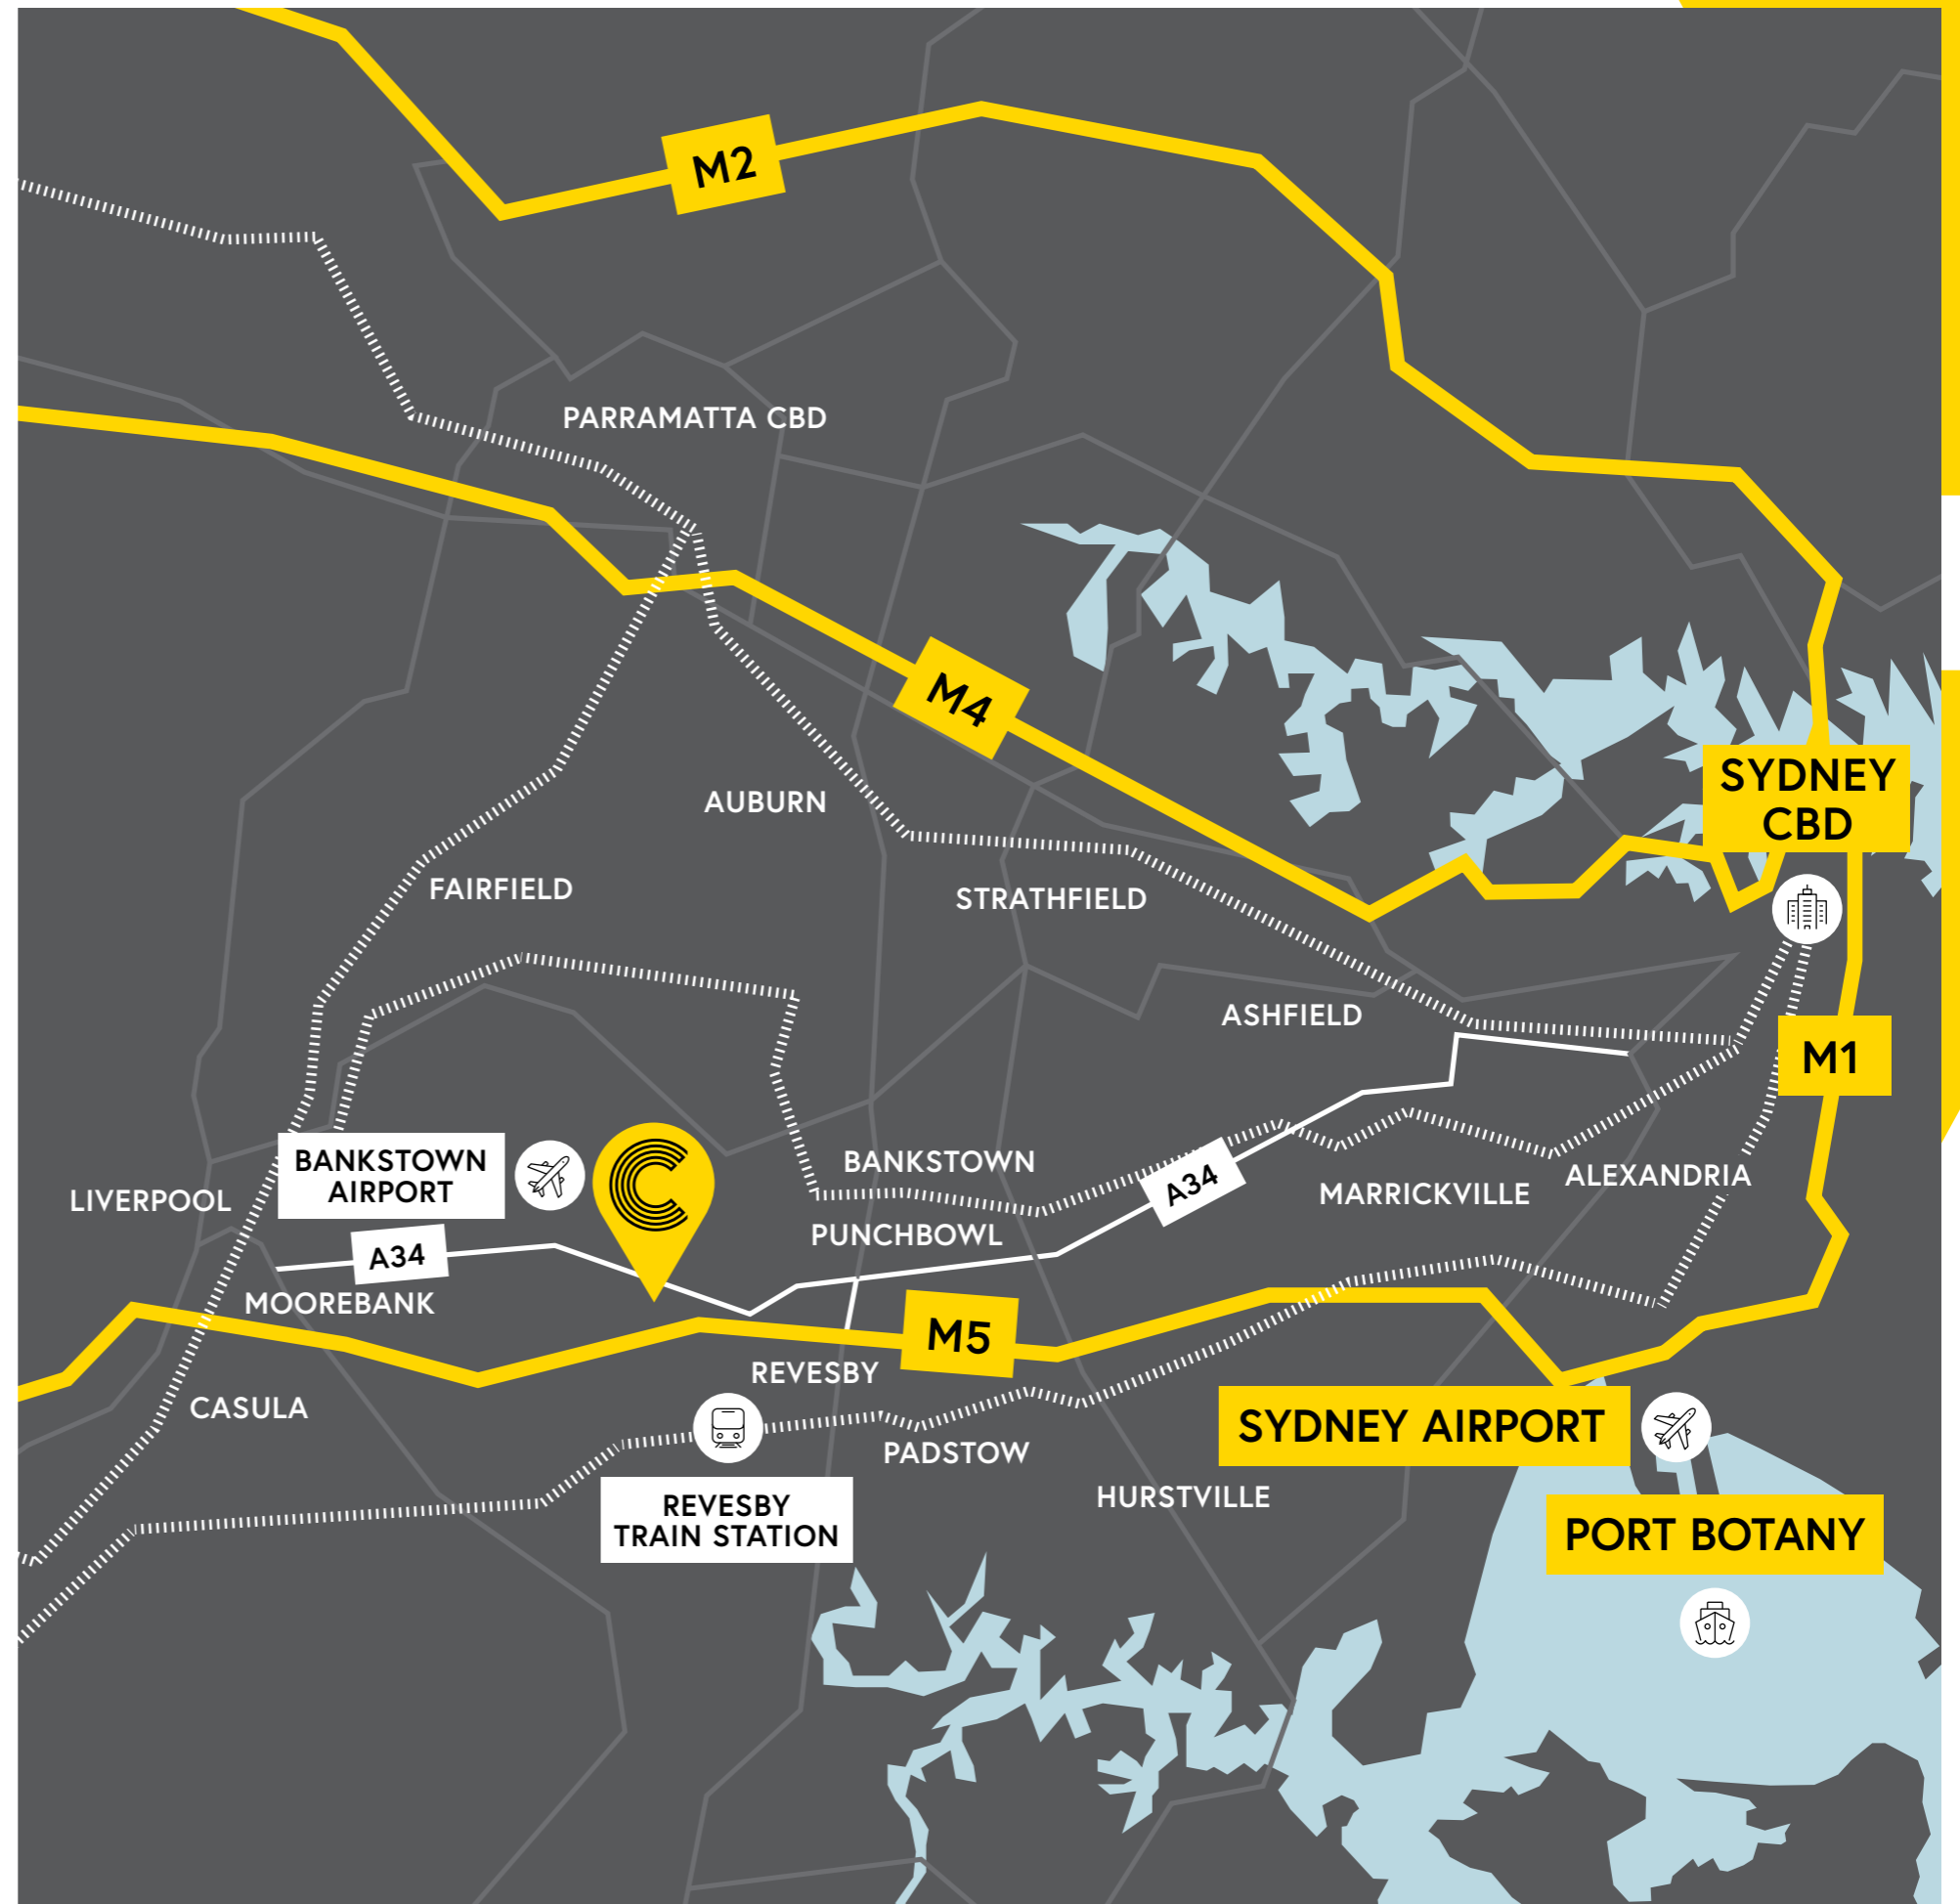 M2
PARRAMATTA CBD
M4
SYDNEY
CBD
AUBURN
FAIRFIELD
STRATHFIELD
ASHFIELD
M1
BANKSTOWN
AIRPORT
C
BANKSTOWN
A34
ALEXANDRIA
LIVERPOOL
MARRICKVILLE
PUNCHBOWL
A34
MOOREBANK
M5
REVESBY
CASULA
SYDNEY AIRPORT
PADSTOW
HURSTVILLE
REVESBY
TRAIN STATION
PORT BOTANY